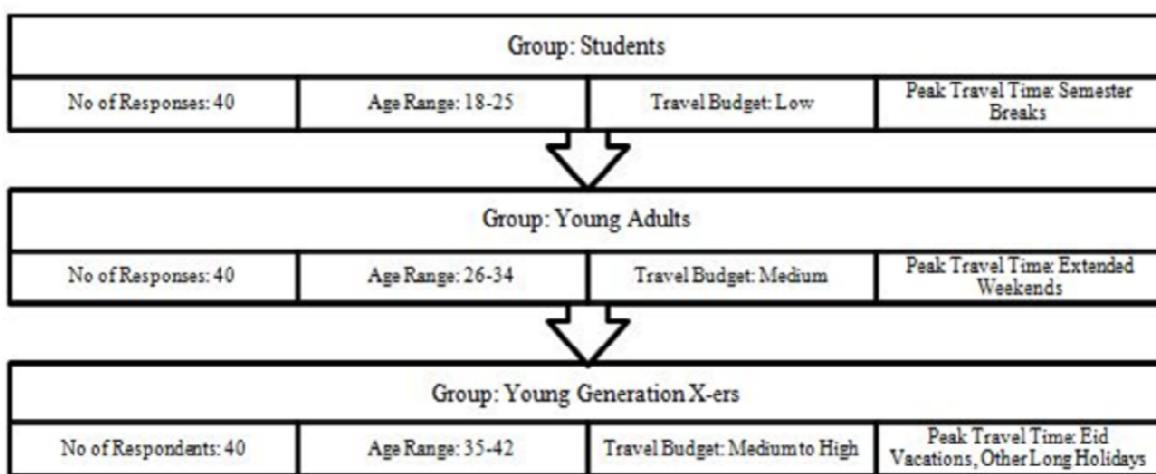 Group: Students
No of Responses: 40
Age Range: 18-25
Travel Budget: Low
Peak Travel Time: Semester
Breaks
Group: Young Adults
No of Responses: 40
Age Range: 26-34
Travel Budget: Medium
Peak Travel Time: Extended
Weekends
Group: Young Generation X-ers
No of Respondents: 40
Age Range: 35-42
Travel Budget: Medium to High
Peak Travel Time: Eid
Vacations, Other Long Holidays